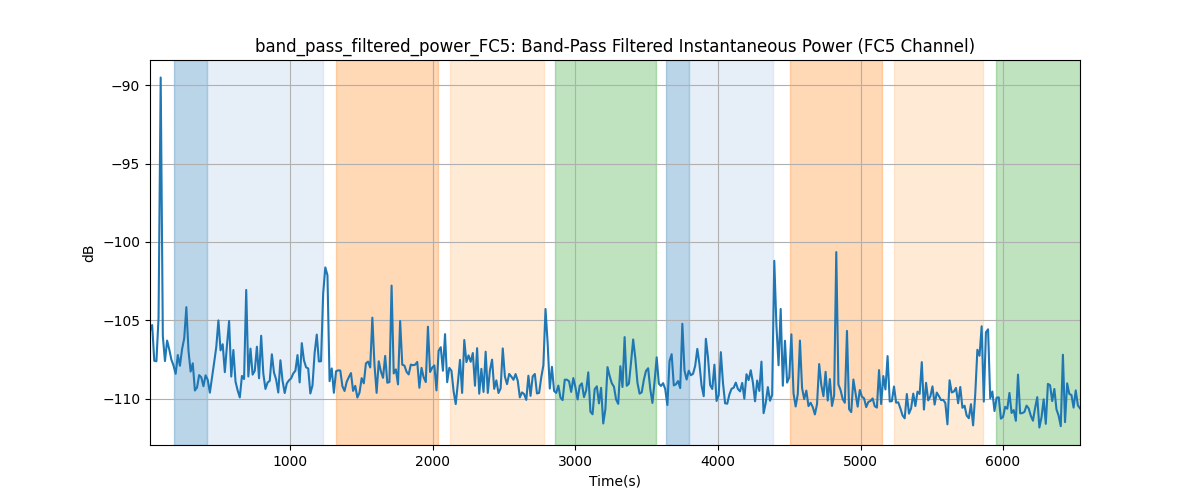 band_pass_filtered_power_FC5: Band-Pass Filtered Instantaneous Power (FC5 Channel)
−90
−95
−100
−105
−110
dB
1000 2000 3000 4000 5000 6000
Time(s)